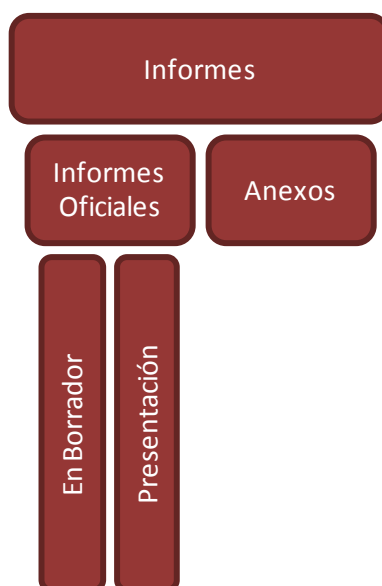 Informes
Informes
Oficiales
Anexos
En Borrador
Presentación